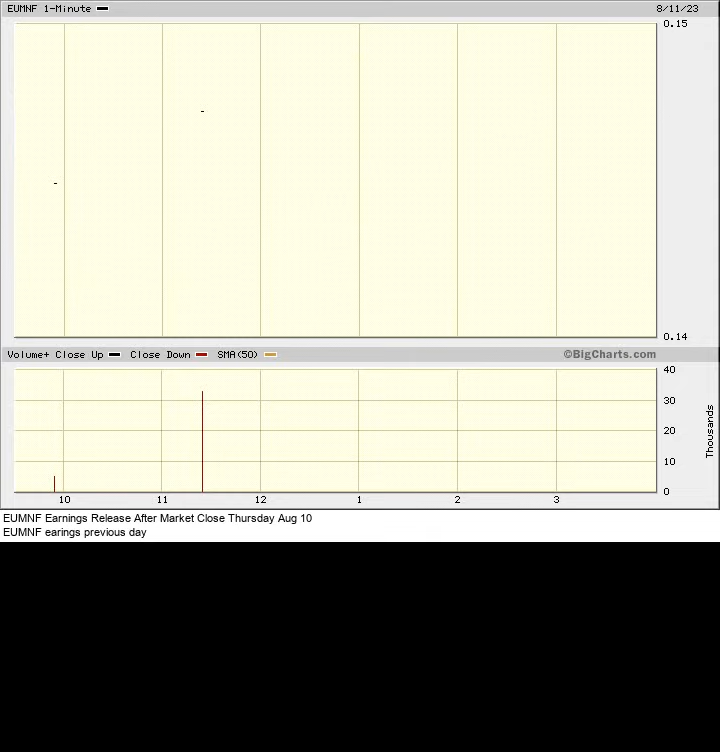 EUMNF 1-Minute 8/11/23
0.15
0.14
Volume+ Close Up Close Down SMA(50) ©BigCharts.com
40
30
20
10
0
Thousands
10 11 12 1 2 3
EUMNF Earnings Release After Market Close Thursday Aug 10
EUMNF earings previous day